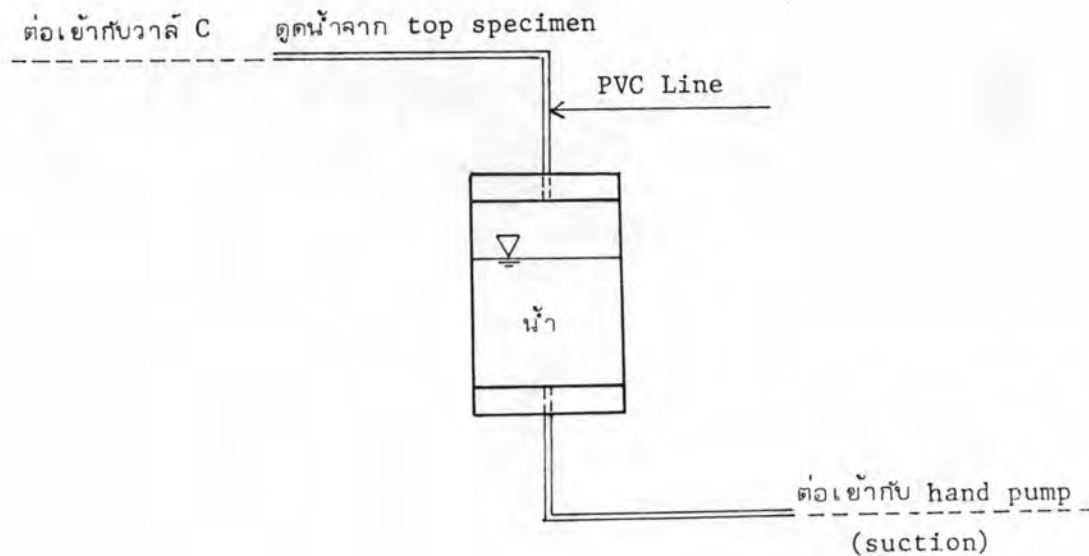 ต่อเข้ากับวาล์ C ดูดน้ำจาก top specimen
PVC Line
น้ำ
ต่อเข้ากับ hand pump
(suction)